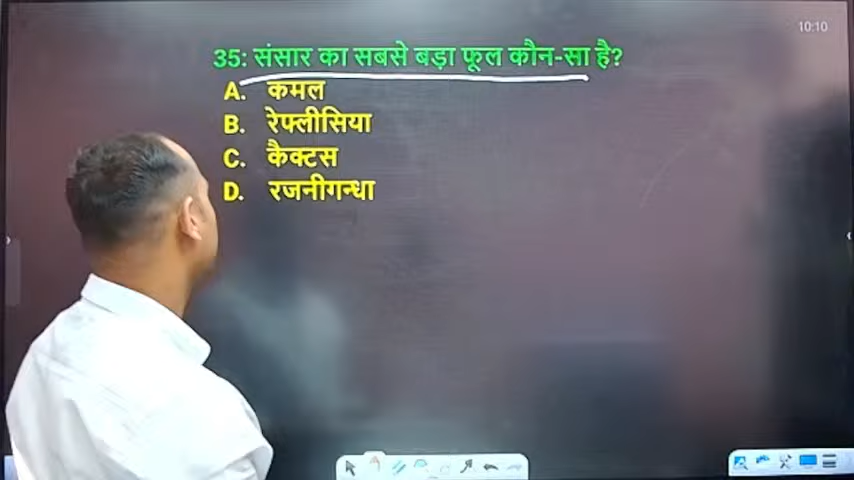 10:10
35: संसार का सबसे बड़ा फूल कौन-सा है?
A. कमल
B. रेफ्लीसिया
C. कैक्टस
D. रजनीगन्धा